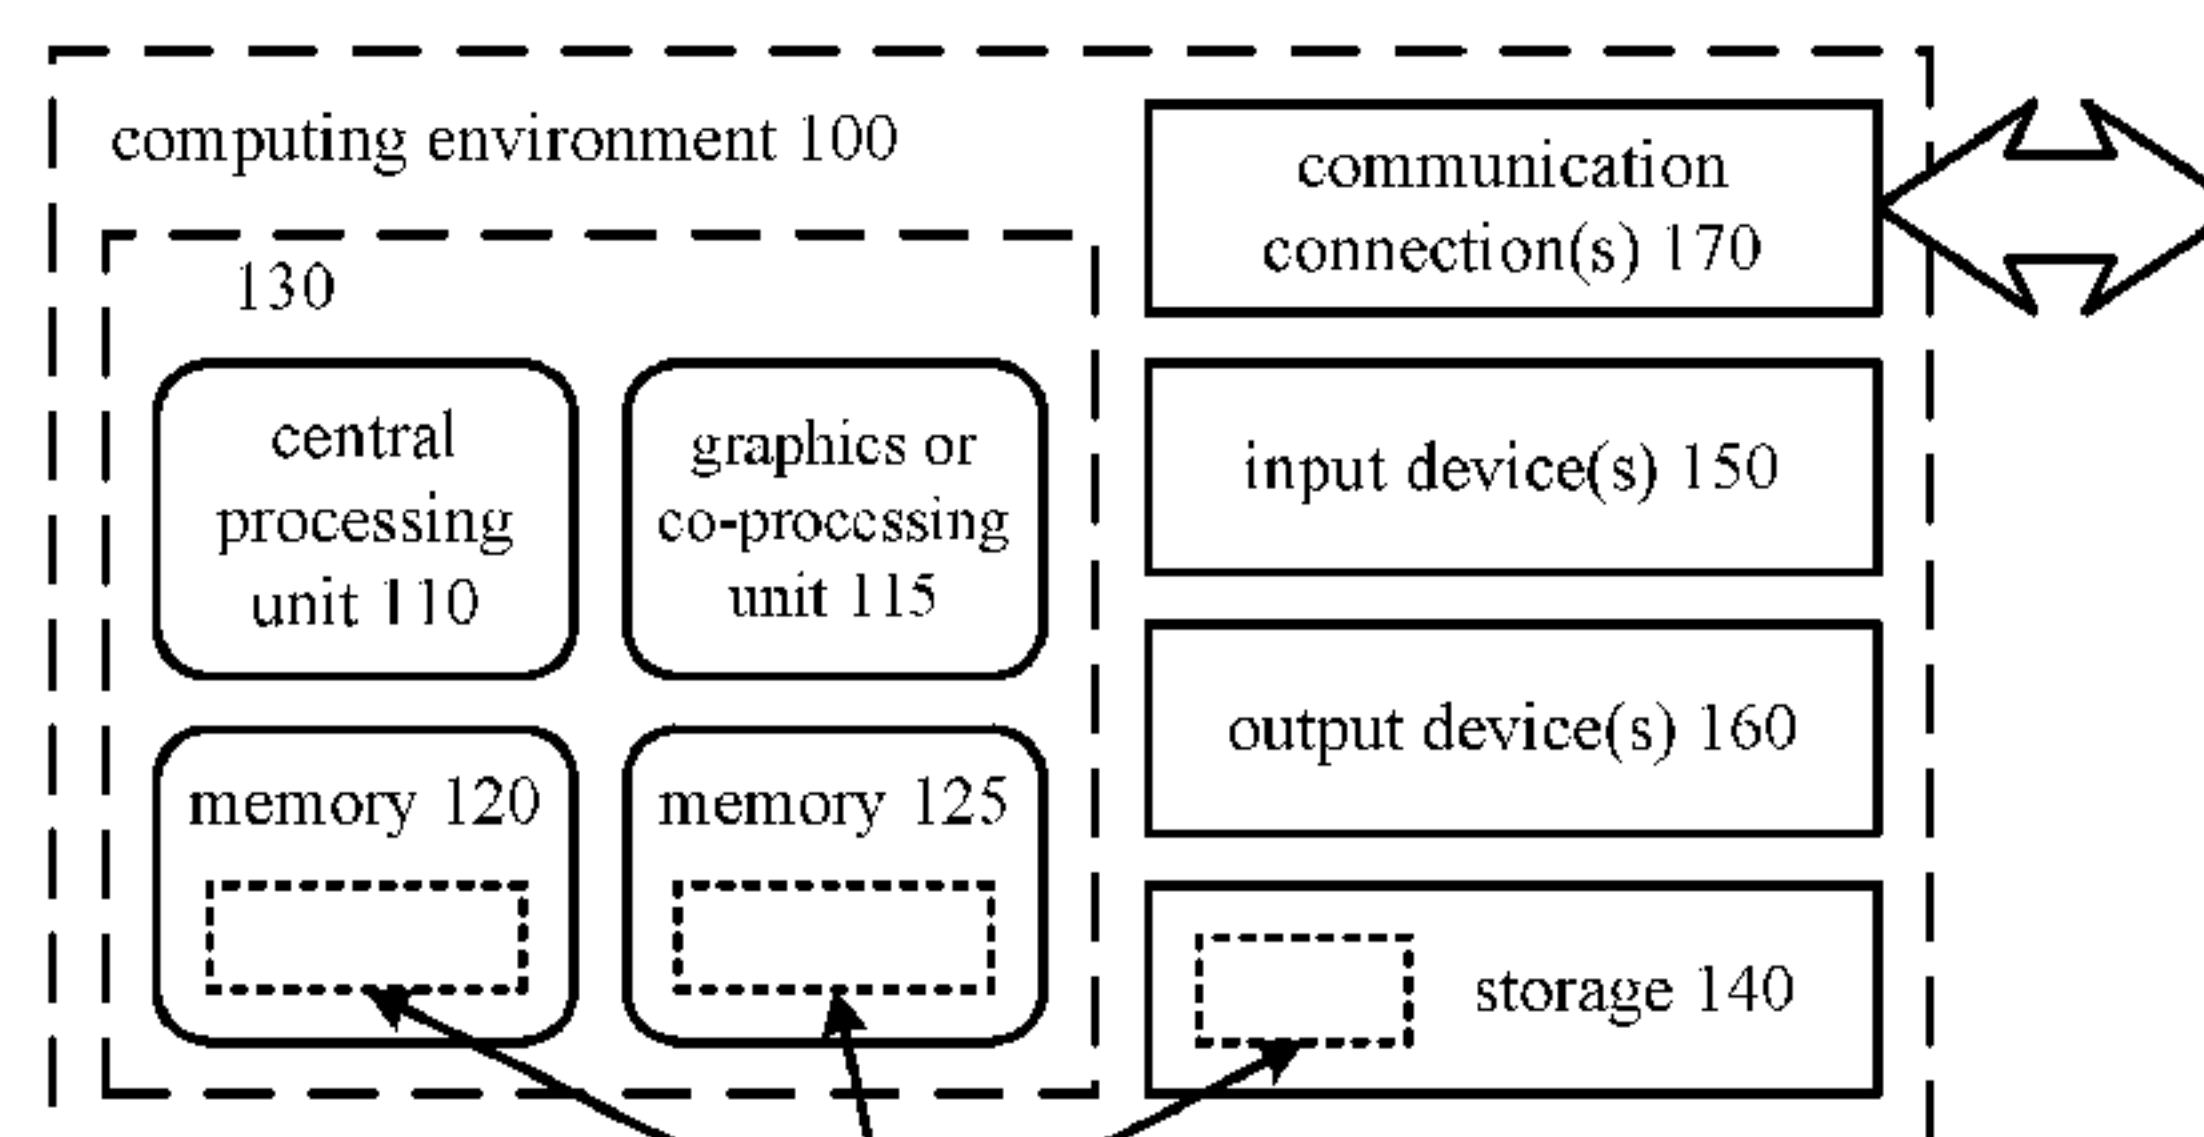 computing environment 100
130
central
processing
unit 110
graphics or
co-processing
unit 115
memory 120
memory 125
communication
connection(s) 170
input device(s) 150
output device(s) 160
storage 140